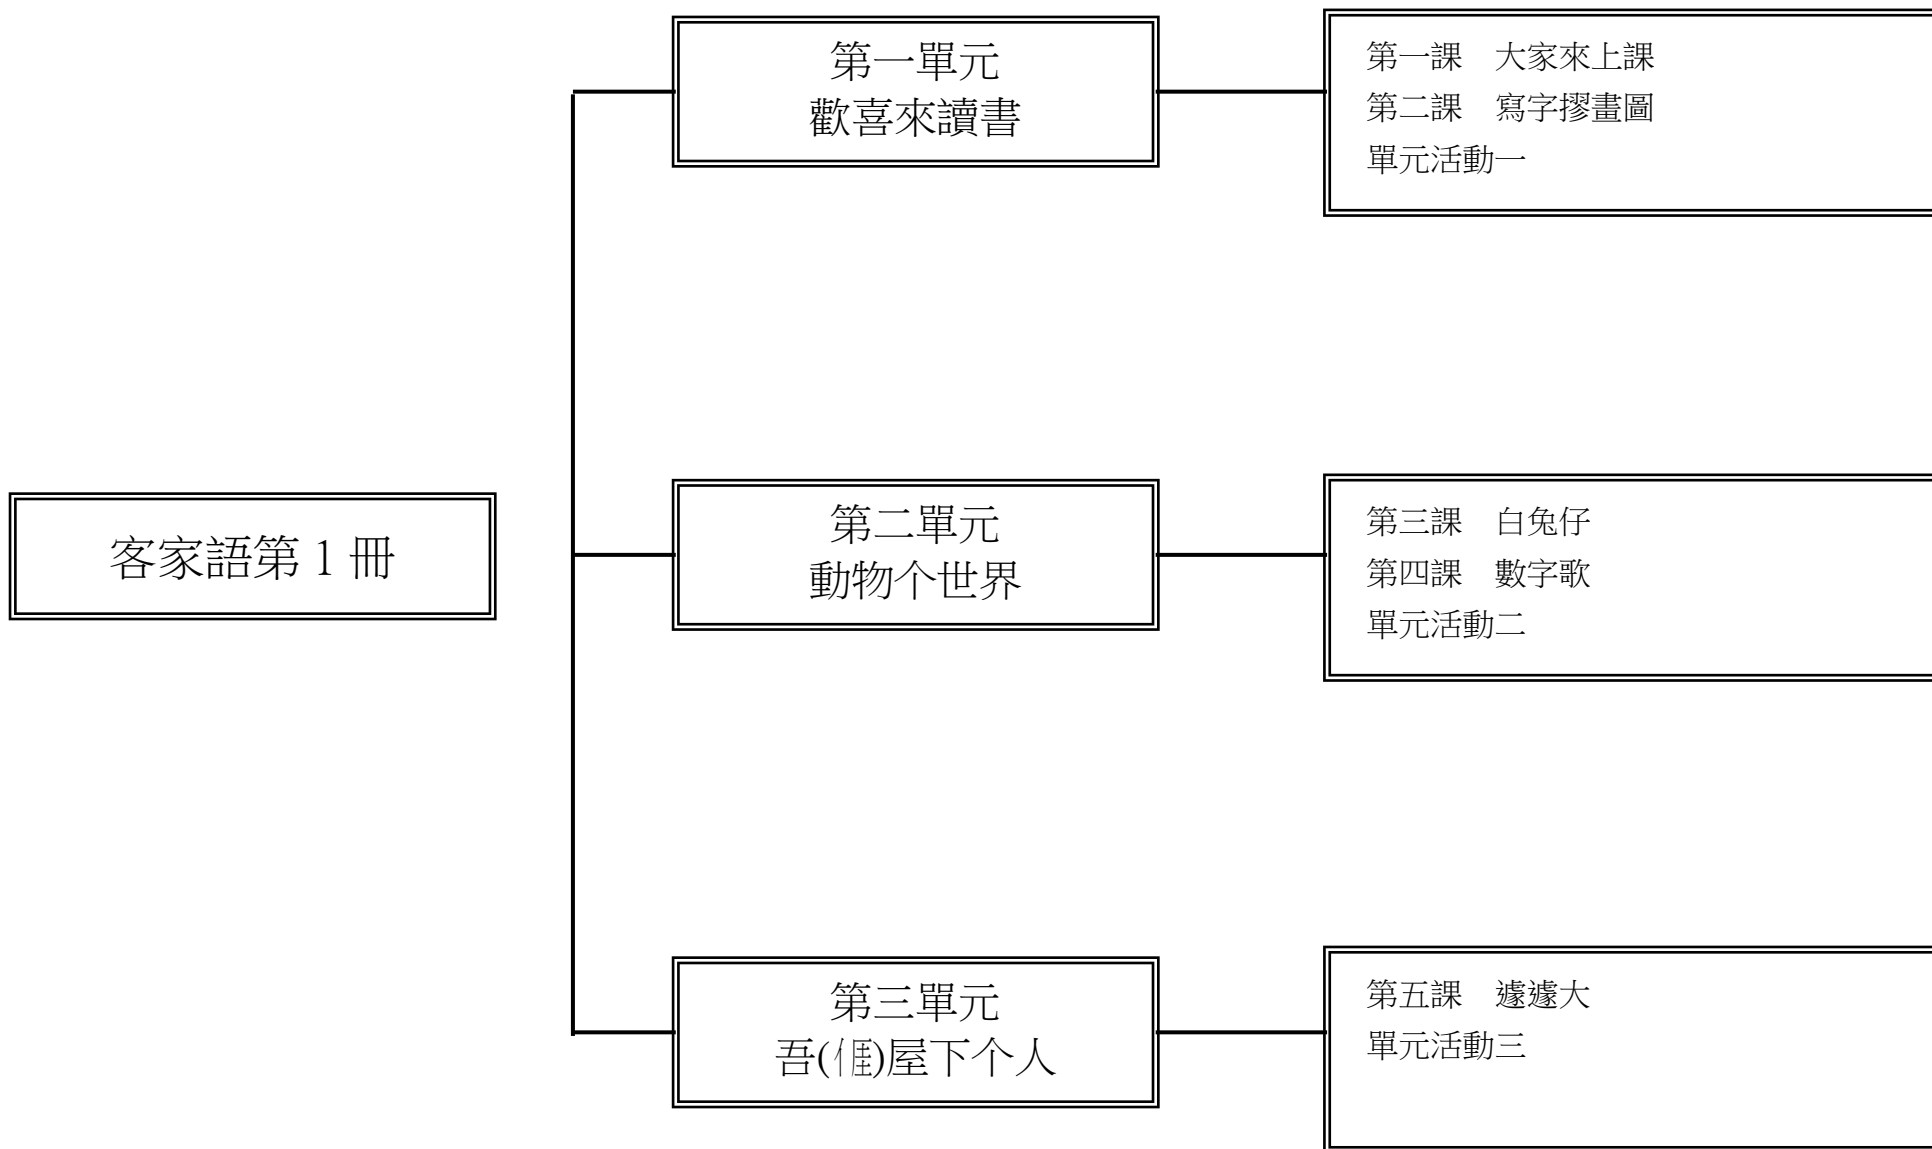 客家語第 1 冊
第一單元
歡喜來讀書
第一課　大家來上課
第二課　寫字摎畫圖
單元活動一
第二單元
動物个世界
第三課　白兔仔
第四課　數字歌
單元活動二
第三單元
吾(𠊎)屋下个人
第五課　遽遽大
單元活動三